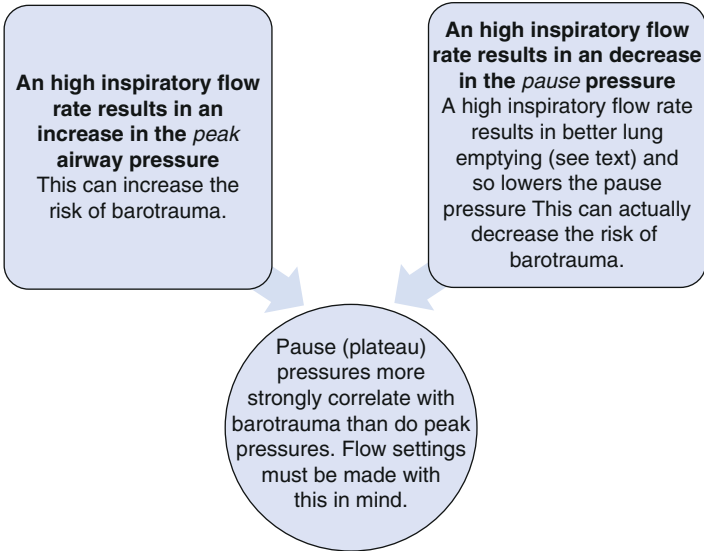 An high inspiratory flow
rate results in an
increase in the peak
airway pressure
This can increase the
risk of barotrauma.
An high inspiratory flow
rate results in an decrease
in the pause pressure
A high inspiratory flow rate
results in better lung
emptying (see text) and
so lowers the pause
pressure This can actually
decrease the risk of
barotrauma.
Pause (plateau)
pressures more
strongly correlate with
barotrauma than do peak
pressures. Flow settings
must be made with
this in mind.